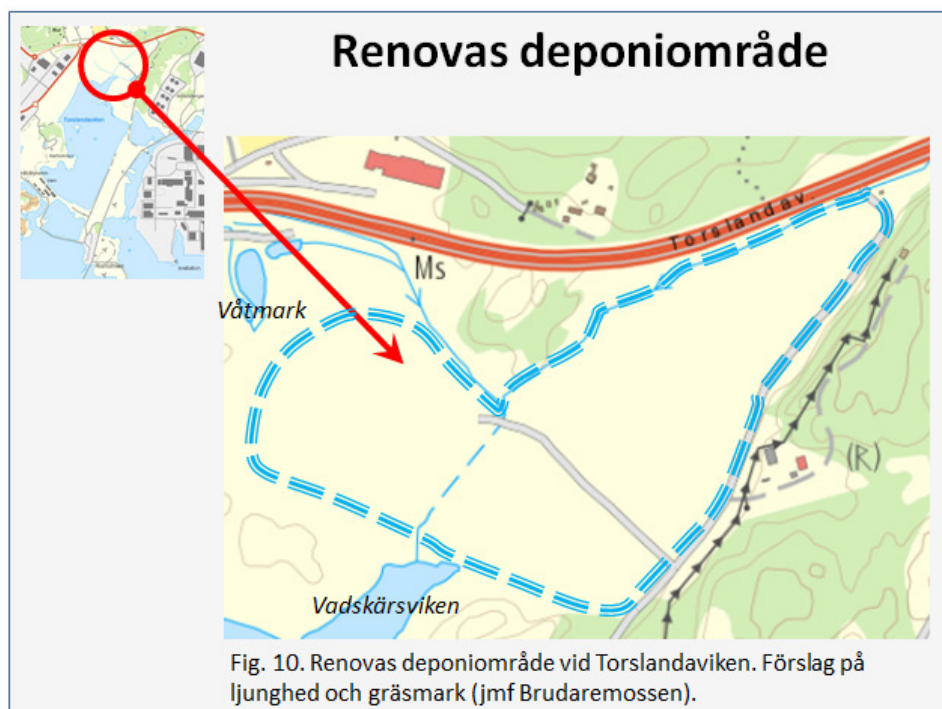 Renovas deponiområde
Torslandaviken
Torslandav.
Ms
Våtmark
(R)
Vadskärsviken
Fig. 10. Renovas deponiområde vid Torslandaviken. Förslag på
ljunghed och gräsmark (jmf Brudaremossen).